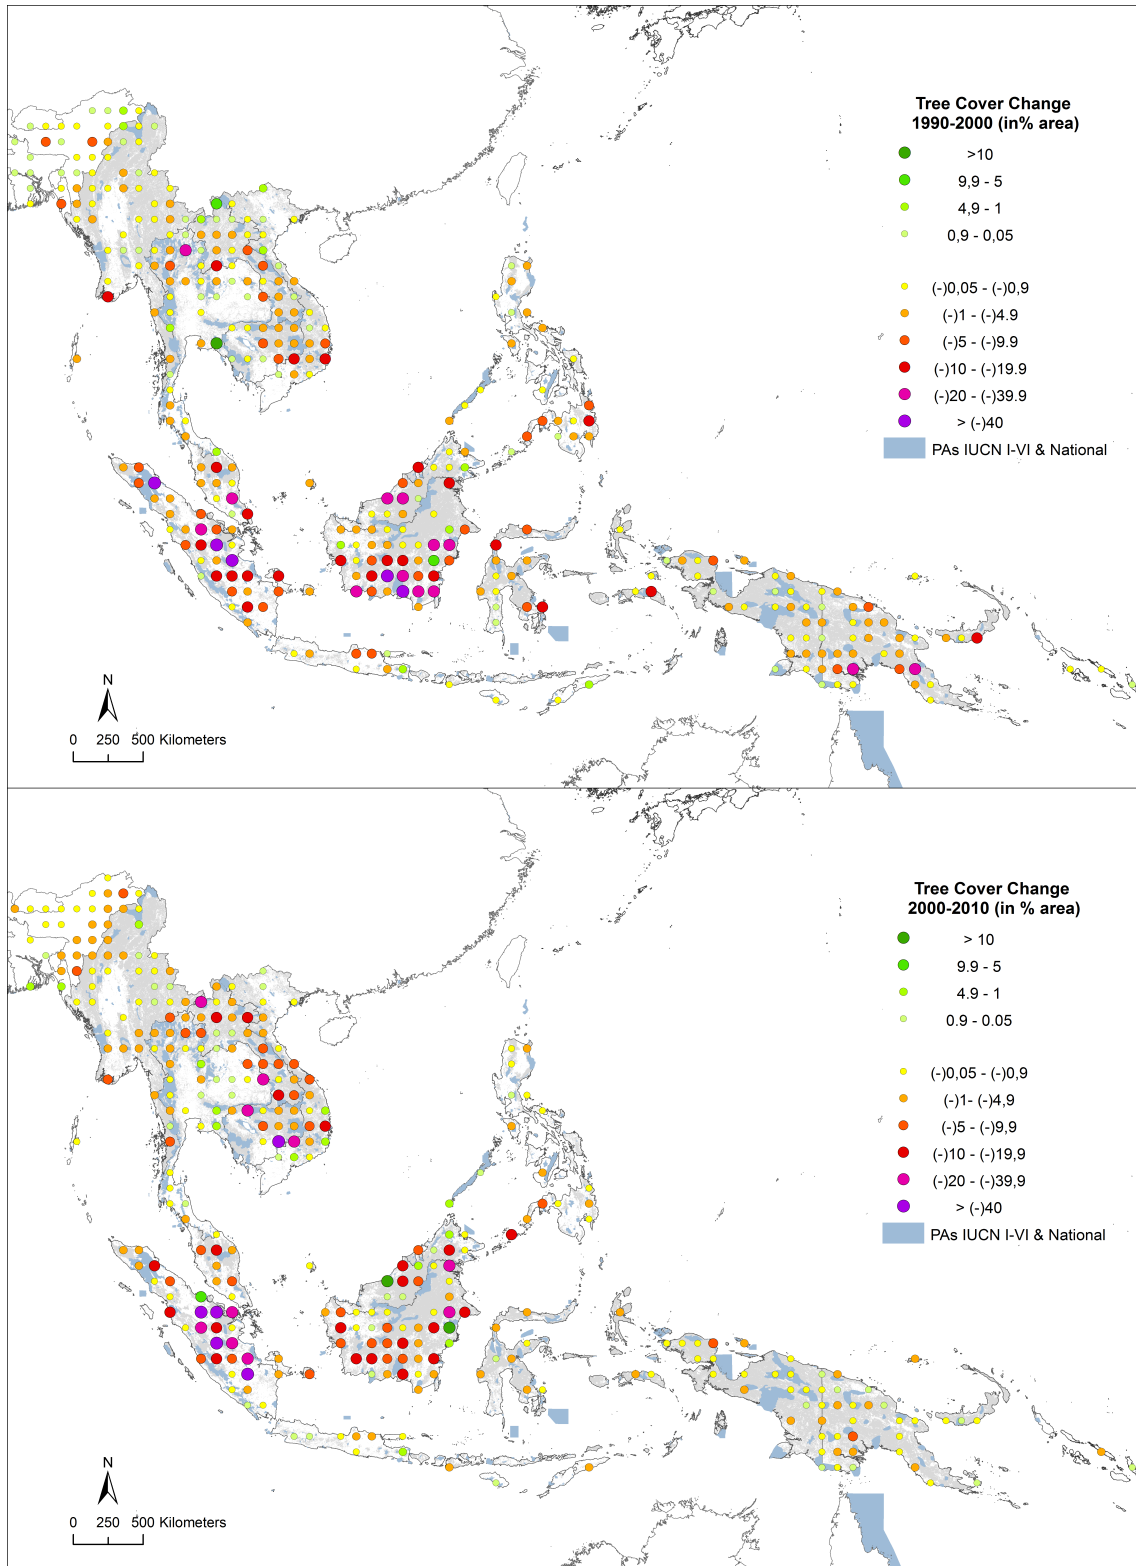 Tree Cover Change
1990-2000 (in% area)
>10
9,9 - 5
4,9 - 1
0,9 - 0,05
(-)0,05 - (-)0,9
(-)1 - (-)4.9
(-)5 - (-)9.9
(-)10 - (-)19.9
(-)20 - (-)39.9
> (-)40
PAs IUCN I-VI & National
N
0 250 500 Kilometers
Tree Cover Change
2000-2010 (in % area)
> 10
9.9 - 5
4.9 - 1
0.9 - 0.05
(-)0,05 - (-)0,9
(-)1- (-)4,9
(-)5 - (-)9,9
(-)10 - (-)19,9
(-)20 - (-)39,9
> (-)40
PAs IUCN I-VI & National
N
0 250 500 Kilometers